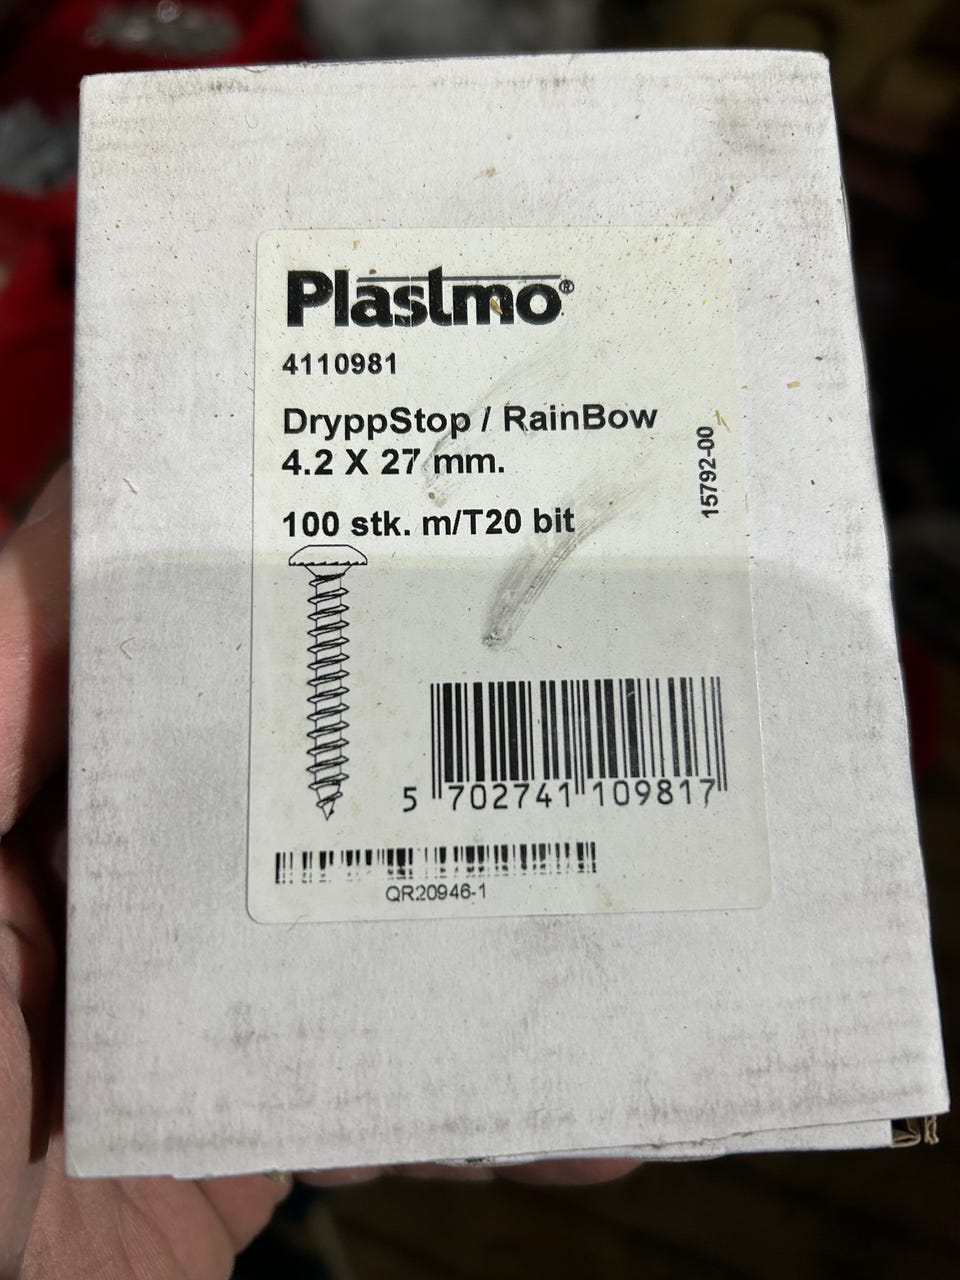 Plastmo®
4110981
DryppStop / RainBow
4.2 X 27 mm.
15792-00
100 stk. m/T20 bit
5 702741 109817
QR20946-1